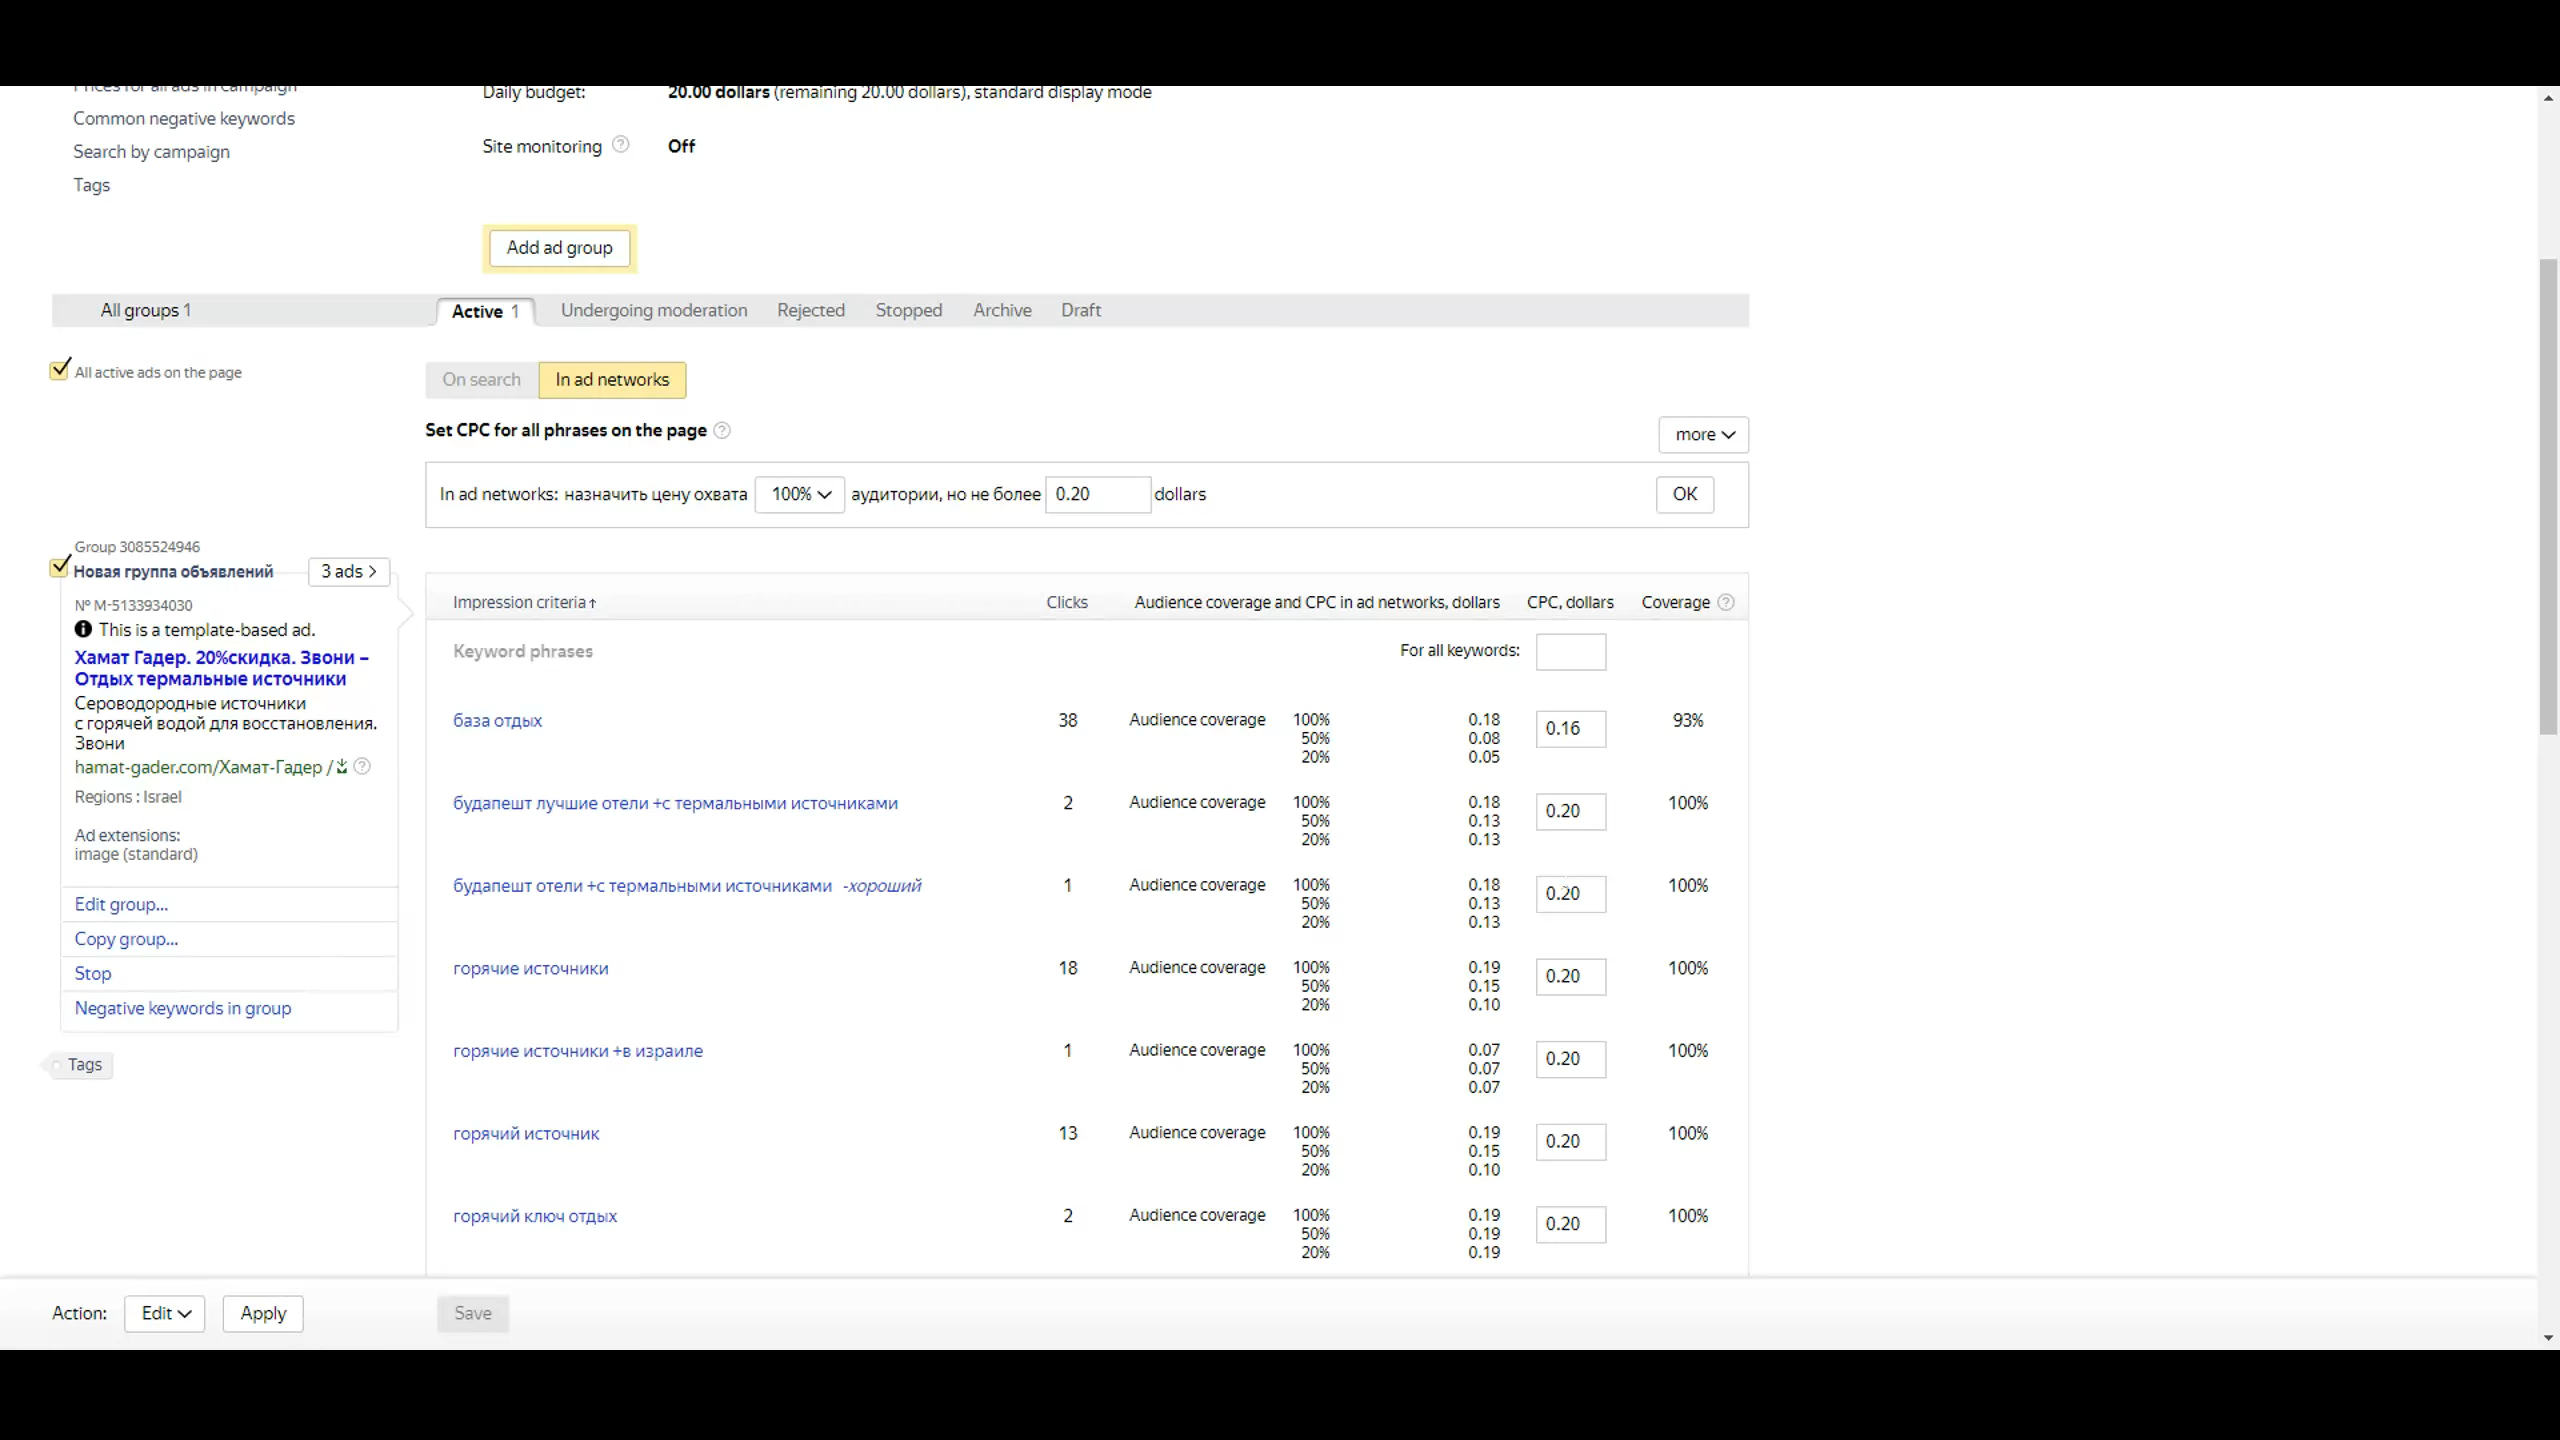 Prices for all ads in campaign
Common negative keywords
Search by campaign
Tags
Daily budget: 20.00 dollars (remaining 20.00 dollars), standard display mode
Site monitoring ? Off
Add ad group
All groups 1 Active 1 Undergoing moderation Rejected Stopped Archive Draft
All active ads on the page
On search In ad networks
Set CPC for all phrases on the page ?
more
In ad networks: назначить цену охвата 100% аудитории, но не более 0.20 dollars OK
Group 3085524946
Новая группа объявлений 3 ads >
№ M-5133934030
This is a template-based ad.
Хамат Гадер. 20%скидка. Звони –
Отдых термальные источники
Сероводородные источники
с горячей водой для восстановления.
Звони
hamat-gader.com/Хамат-Гадер / ?
Regions : Israel
Ad extensions:
image (standard)
Edit group...
Copy group...
Stop
Negative keywords in group
Tags
Impression criteria↑ Clicks Audience coverage and CPC in ad networks, dollars CPC, dollars Coverage ?
Keyword phrases For all keywords:
база отдых 38 Audience coverage 100% 0.18 0.16 93%
50% 0.08
20% 0.05
будапешт лучшие отели +с термальными источниками 2 Audience coverage 100% 0.18 0.20 100%
50% 0.13
20% 0.13
будапешт отели +с термальными источниками -хороший 1 Audience coverage 100% 0.18 0.20 100%
50% 0.13
20% 0.13
горячие источники 18 Audience coverage 100% 0.19 0.20 100%
50% 0.15
20% 0.10
горячие источники +в израиле 1 Audience coverage 100% 0.07 0.20 100%
50% 0.07
20% 0.07
горячий источник 13 Audience coverage 100% 0.19 0.20 100%
50% 0.15
20% 0.10
горячий ключ отдых 2 Audience coverage 100% 0.19 0.20 100%
50% 0.19
20% 0.19
Action: Edit Apply Save